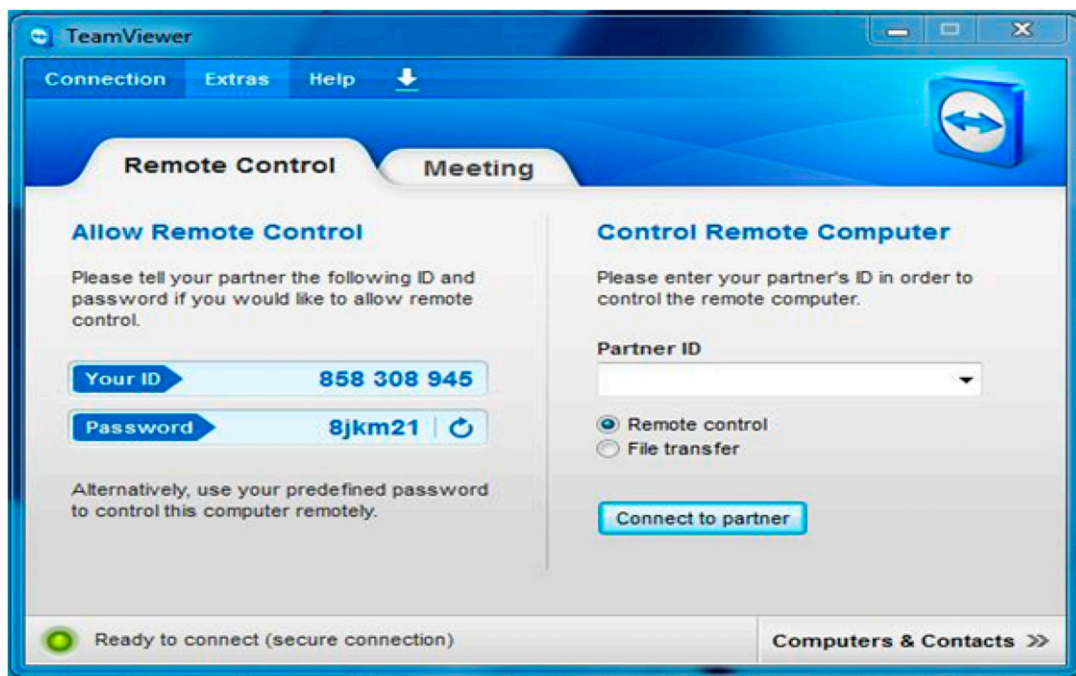 TeamViewer
Connection Extras Help
Remote Control Meeting
Allow Remote Control
Please tell your partner the following ID and
password if you would like to allow remote
control.
Your ID 858 308 945
Password 8jkm21
Alternatively, use your predefined password
to control this computer remotely.
Control Remote Computer
Please enter your partner's ID in order to
control the remote computer.
Partner ID
Remote control
File transfer
Connect to partner
Ready to connect (secure connection)
Computers & Contacts >>